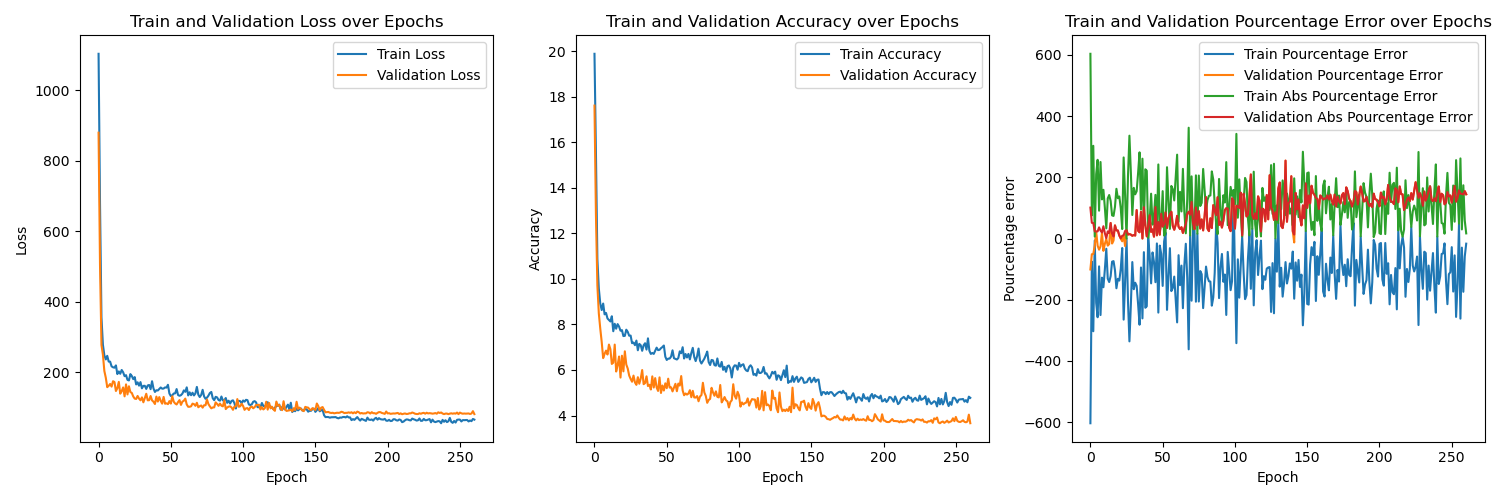 Train and Validation Loss over Epochs
Train Loss
Validation Loss
1000
800
600
400
200
Loss
0
50
100
150
200
250
Epoch
Train and Validation Accuracy over Epochs
Train Accuracy
Validation Accuracy
20
18
16
14
12
10
8
6
4
Accuracy
0
50
100
150
200
250
Epoch
Train and Validation Pourcentage Error over Epochs
Train Pourcentage Error
Validation Pourcentage Error
Train Abs Pourcentage Error
Validation Abs Pourcentage Error
600
400
200
0
−200
−400
−600
Pourcentage error
0
50
100
150
200
250
Epoch